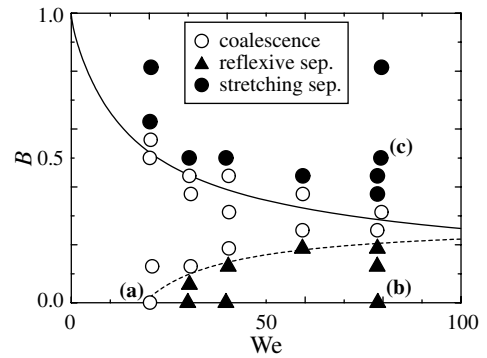 1.0
coalescence
reflexive sep.
stretching sep.
B
0.5
(c)
(a)
(b)
0.0
0
50
100
We